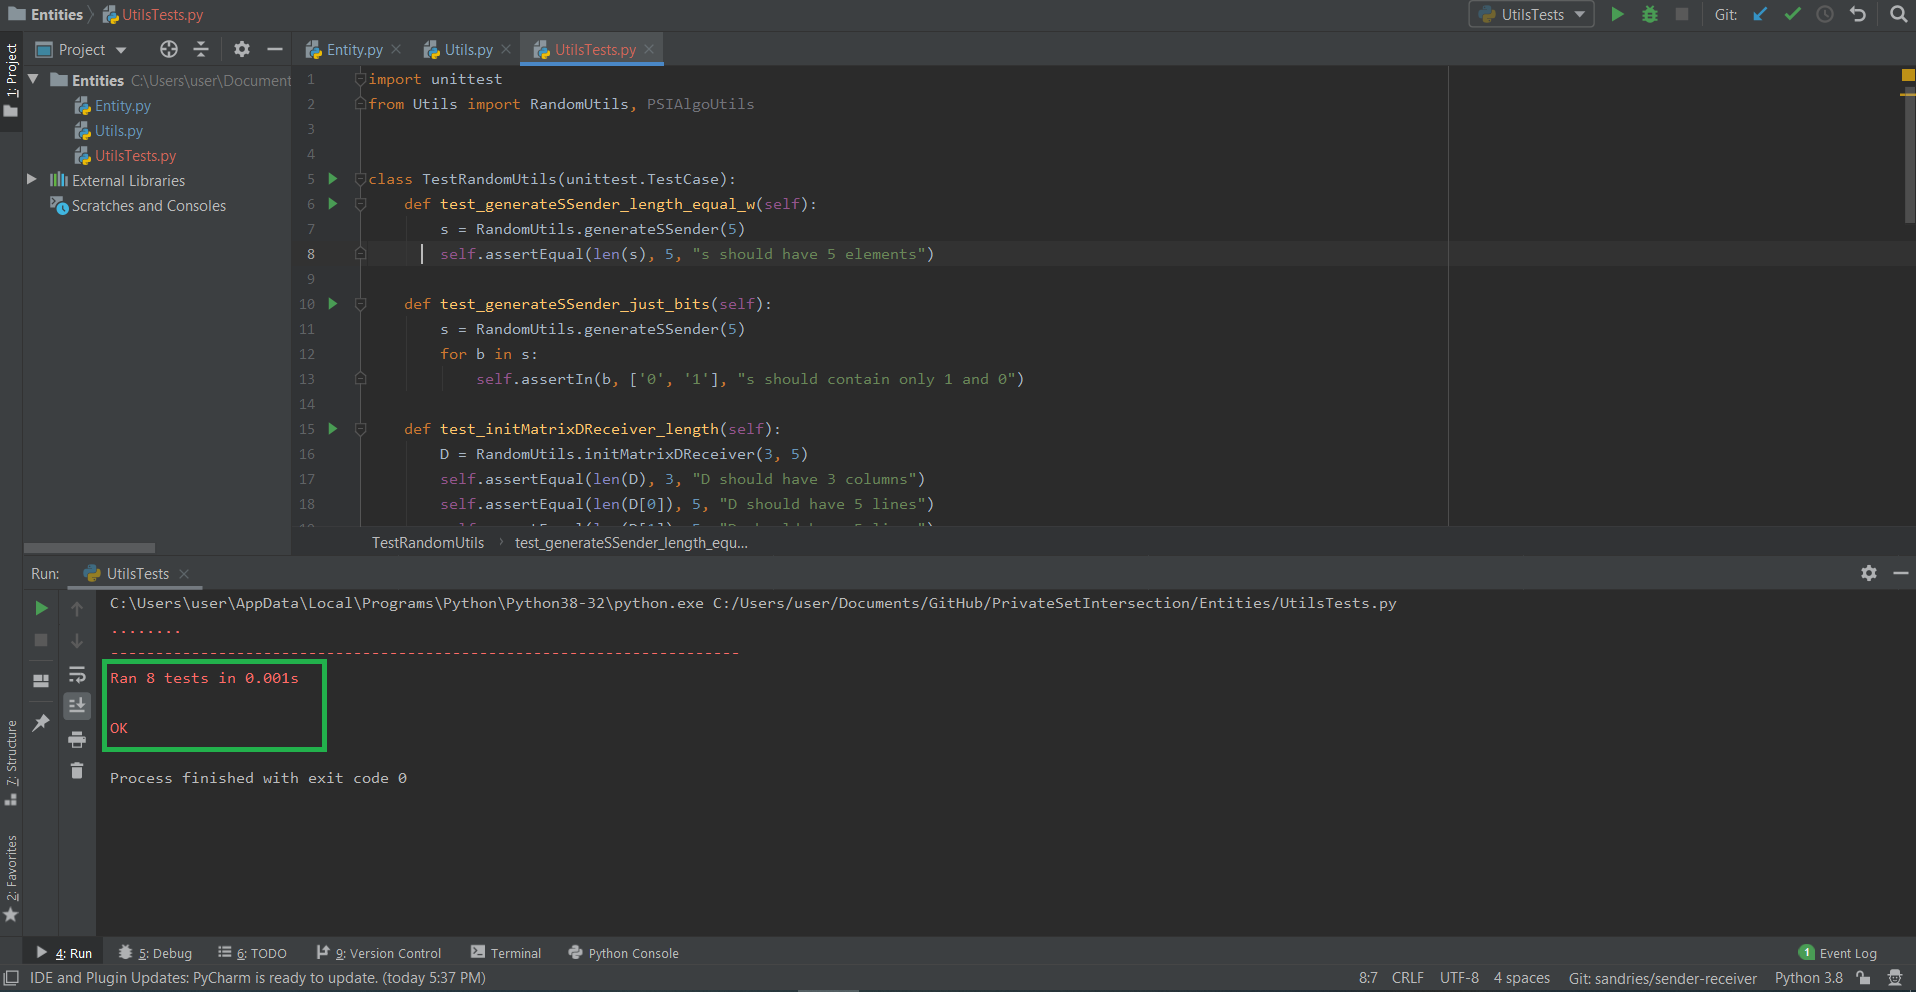 Entities UtilsTests.py UtilsTests Git:
1: Project
Project Entity.py Utils.py UtilsTests.py
Entities C:\Users\user\Document
Entity.py
Utils.py
UtilsTests.py
External Libraries
Scratches and Consoles
1 import unittest
2 from Utils import RandomUtils, PSIAlgoUtils
3
4
5 class TestRandomUtils(unittest.TestCase):
6 def test_generateSSender_length_equal_w(self):
7 s = RandomUtils.generateSSender(5)
8 self.assertEqual(len(s), 5, "s should have 5 elements")
9
10 def test_generateSSender_just_bits(self):
11 s = RandomUtils.generateSSender(5)
12 for b in s:
13 self.assertIn(b, ['0', '1'], "s should contain only 1 and 0")
14
15 def test_initMatrixDReceiver_length(self):
16 D = RandomUtils.initMatrixDReceiver(3, 5)
17 self.assertEqual(len(D), 3, "D should have 3 columns")
18 self.assertEqual(len(D[0]), 5, "D should have 5 lines")
TestRandomUtils test_generateSSender_length_equ...
Run: UtilsTests
C:\Users\user\AppData\Local\Programs\Python\Python38-32\python.exe C:/Users/user/Documents/GitHub/PrivateSetIntersection/Entities/UtilsTests.py
........
----------------------------------------------------------------------
Ran 8 tests in 0.001s
OK
Process finished with exit code 0
7: Structure
2: Favorites
4: Run 5: Debug 6: TODO 9: Version Control Terminal Python Console 1 Event Log
IDE and Plugin Updates: PyCharm is ready to update. (today 5:37 PM) 8:7 CRLF UTF-8 4 spaces Git: sandries/sender-receiver Python 3.8